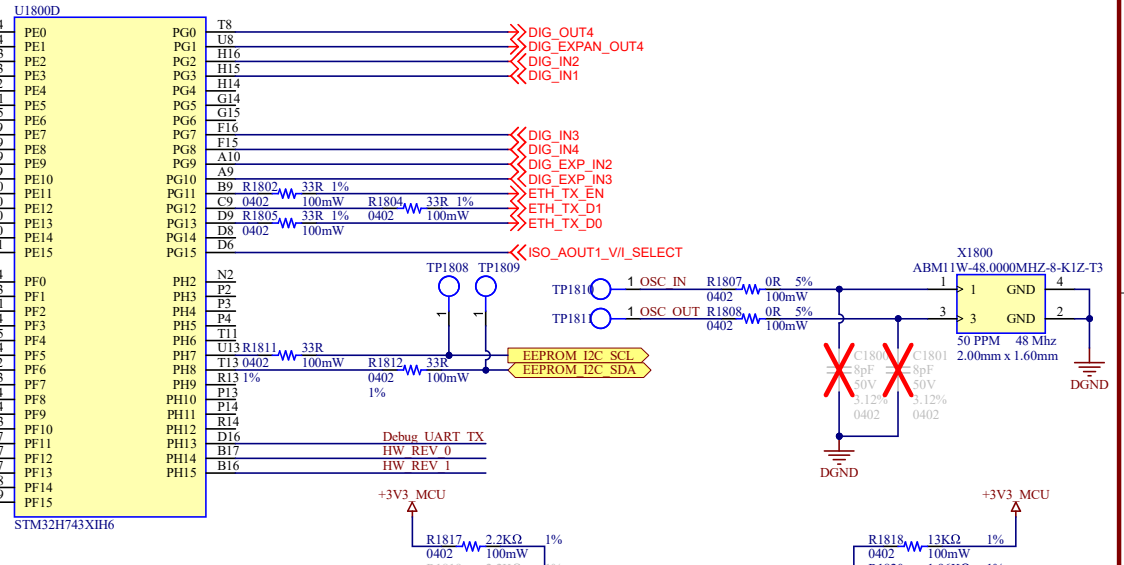 U1800D
PE0 PG0 T8 DIG_OUT4
PE1 PG1 U8 DIG_EXPAN_OUT4
PE2 PG2 H16 DIG_IN2
PE3 PG3 H15 DIG_IN1
PE4 PG4 H14
PE5 PG5 G14
PE6 PG6 G15
PE7 PG7 F16 DIG_IN3
PE8 PG8 F15 DIG_IN4
PE9 PG9 A10 DIG_EXP_IN2
PE10 PG10 A9 DIG_EXP_IN3
PE11 PG11 B9 R1802 33R 1% ETH_TX_EN
0402 100mW
PE12 PG12 C9 R1804 33R 1% ETH_TX_D1
0402 100mW
PE13 PG13 D9 R1805 33R 1% ETH_TX_D0
0402 100mW
PE14 PG14 D8
PE15 PG15 D6 ISO_AOUT1_V/I_SELECT
PF0 PH2 N2
PF1 PH3 P2
PF2 PH4 P3
PF3 PH5 P4
PF4 PH6 T11
PF5 PH7 U13 R1811 33R EEPROM_I2C_SCL
0402 100mW
1%
PF6 PH8 T13 R1812 33R EEPROM_I2C_SDA
0402 100mW
1%
PF7 PH9 R13
PF8 PH10 P13
PF9 PH11 P14
PF10 PH12 R14
PF11 PH13 D16 Debug_UART_TX
PF12 PH14 B17 HW_REV_0
PF13 PH15 B16 HW_REV_1
PF14
PF15
STM32H743XIH6
TP1808 TP1809
1 1
TP1810 1 OSC_IN R1807 0R 5%
0402 100mW
TP1811 1 OSC_OUT R1808 0R 5%
0402 100mW
X1800
ABM11W-48.0000MHZ-8-K1Z-T3
1 1 GND 4
3 3 GND 2
50 PPM 48 Mhz
2.00mm x 1.60mm
DGND
C1800 C1801
8pF 8pF
50V 50V
3.12% 3.12%
0402 0402
DGND
+3V3_MCU
R1817 2.2KΩ 1%
0402 100mW
+3V3_MCU
R1818 13KΩ 1%
0402 100mW